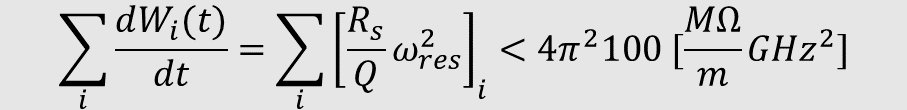 ∑_i dW_i(t)/dt = ∑_i [R_s/Q ω_res^2]_i < 4π^2 100 [MΩ/m GHz^2]